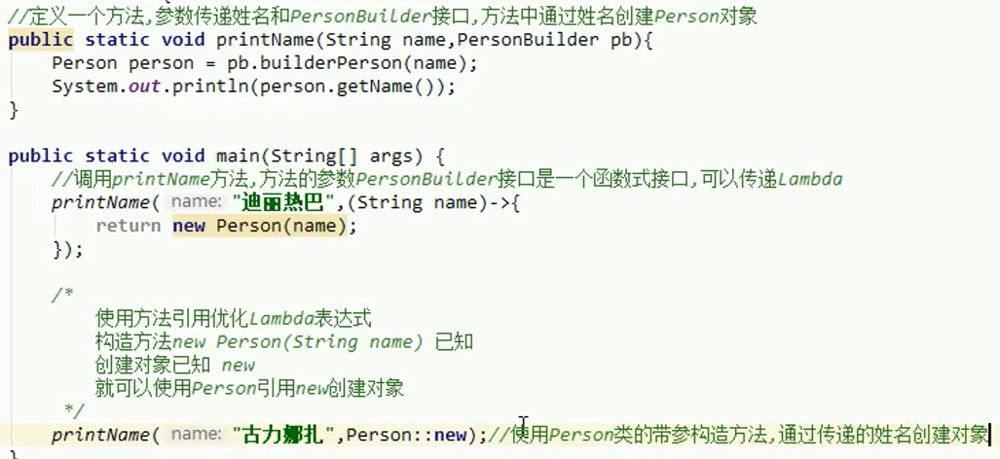 //定义一个方法,参数传递姓名和PersonBuilder接口,方法中通过姓名创建Person对象
public static void printName(String name,PersonBuilder pb){
    Person person = pb.builderPerson(name);
    System.out.println(person.getName());
}
public static void main(String[] args) {
    //调用printName方法,方法的参数PersonBuilder接口是一个函数式接口,可以传递Lambda
    printName( name: "迪丽热巴",(String name)->{
        return new Person(name);
    });
    /*
        使用方法引用优化Lambda表达式
        构造方法new Person(String name) 已知
        创建对象已知 new
        就可以使用Person引用new创建对象
     */
    printName( name: "古力娜扎",Person::new);//使用Person类的带参构造方法,通过传递的姓名创建对象
}